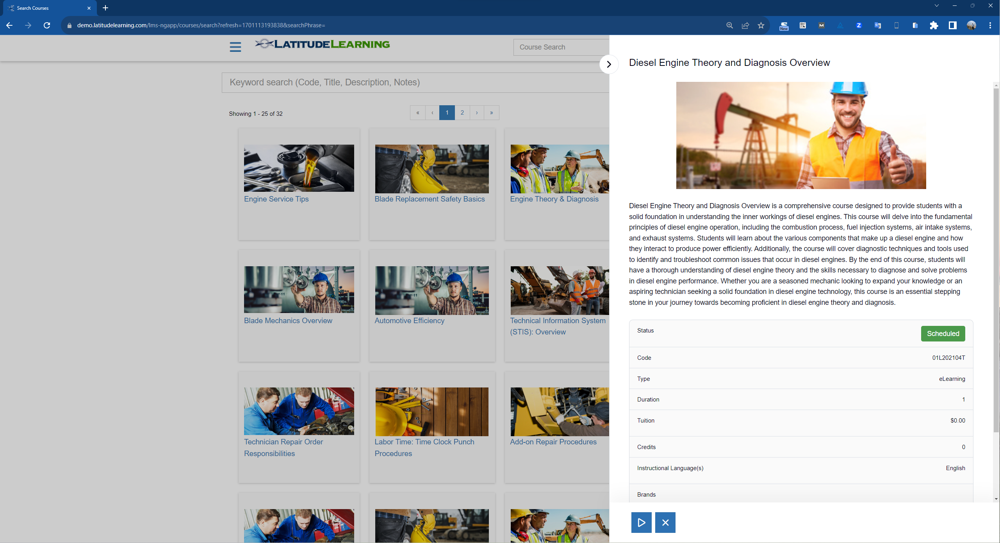 Search Courses
demo.latitudelearning.com/lms-ngapp/courses/search?refresh=1701113193838&searchPhrase=
New
LATITUDELEARNING
Course Search
Keyword search (Code, Title, Description, Notes)
Showing 1 - 25 of 32
« ‹ 1 2 › »
Engine Service Tips
Blade Replacement Safety Basics
Engine Theory & Diagnosis
Blade Mechanics Overview
Automotive Efficiency
Technical Information System
(STIS): Overview
Technician Repair Order
Responsibilities
Labor Time: Time Clock Punch
Procedures
Add-on Repair Procedures
Diesel Engine Theory and Diagnosis Overview
Diesel Engine Theory and Diagnosis Overview is a comprehensive course designed to provide students with a
solid foundation in understanding the inner workings of diesel engines. This course will delve into the fundamental
principles of diesel engine operation, including the combustion process, fuel injection systems, air intake systems,
and exhaust systems. Students will learn about the various components that make up a diesel engine and how
they interact to produce power efficiently. Additionally, the course will cover diagnostic techniques and tools used
to identify and troubleshoot common issues that occur in diesel engines. By the end of this course, students will
have a thorough understanding of diesel engine theory and the skills necessary to diagnose and solve problems
in diesel engine performance. Whether you are a seasoned mechanic looking to expand your knowledge or an
aspiring technician seeking a solid foundation in diesel engine technology, this course is an essential stepping
stone in your journey towards becoming proficient in diesel engine theory and diagnosis.
Status Scheduled
Code 01L202104T
Type eLearning
Duration 1
Tuition $0.00
Credits 0
Instructional Language(s) English
Brands